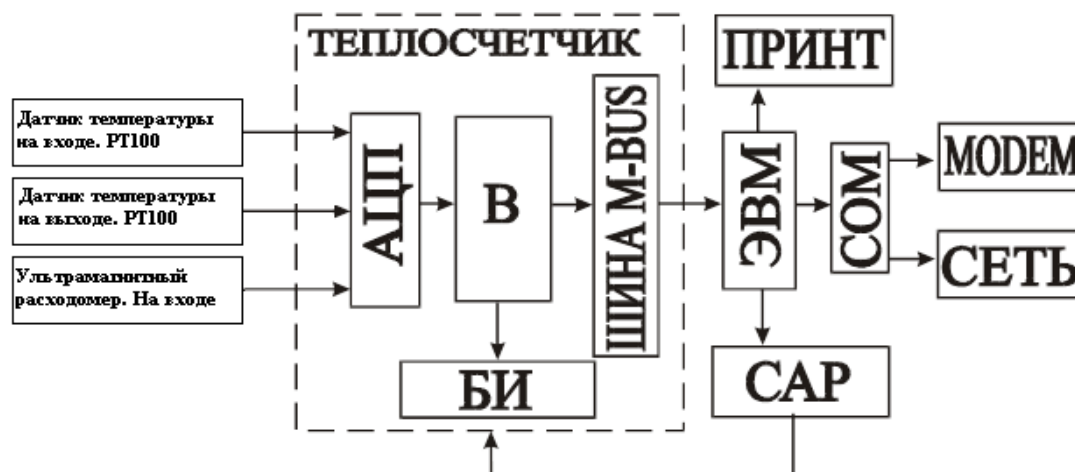 ТЕПЛОСЧЕТЧИК
Датчик температуры
на входе. PT100
Датчик температуры
на выходе. PT100
Ультрамагнитный
расходомер. На входе
АЦП
В
ШИНА M-BUS
БИ
ПРИНТ
ЭВМ
COM
MODEM
СЕТЬ
САР